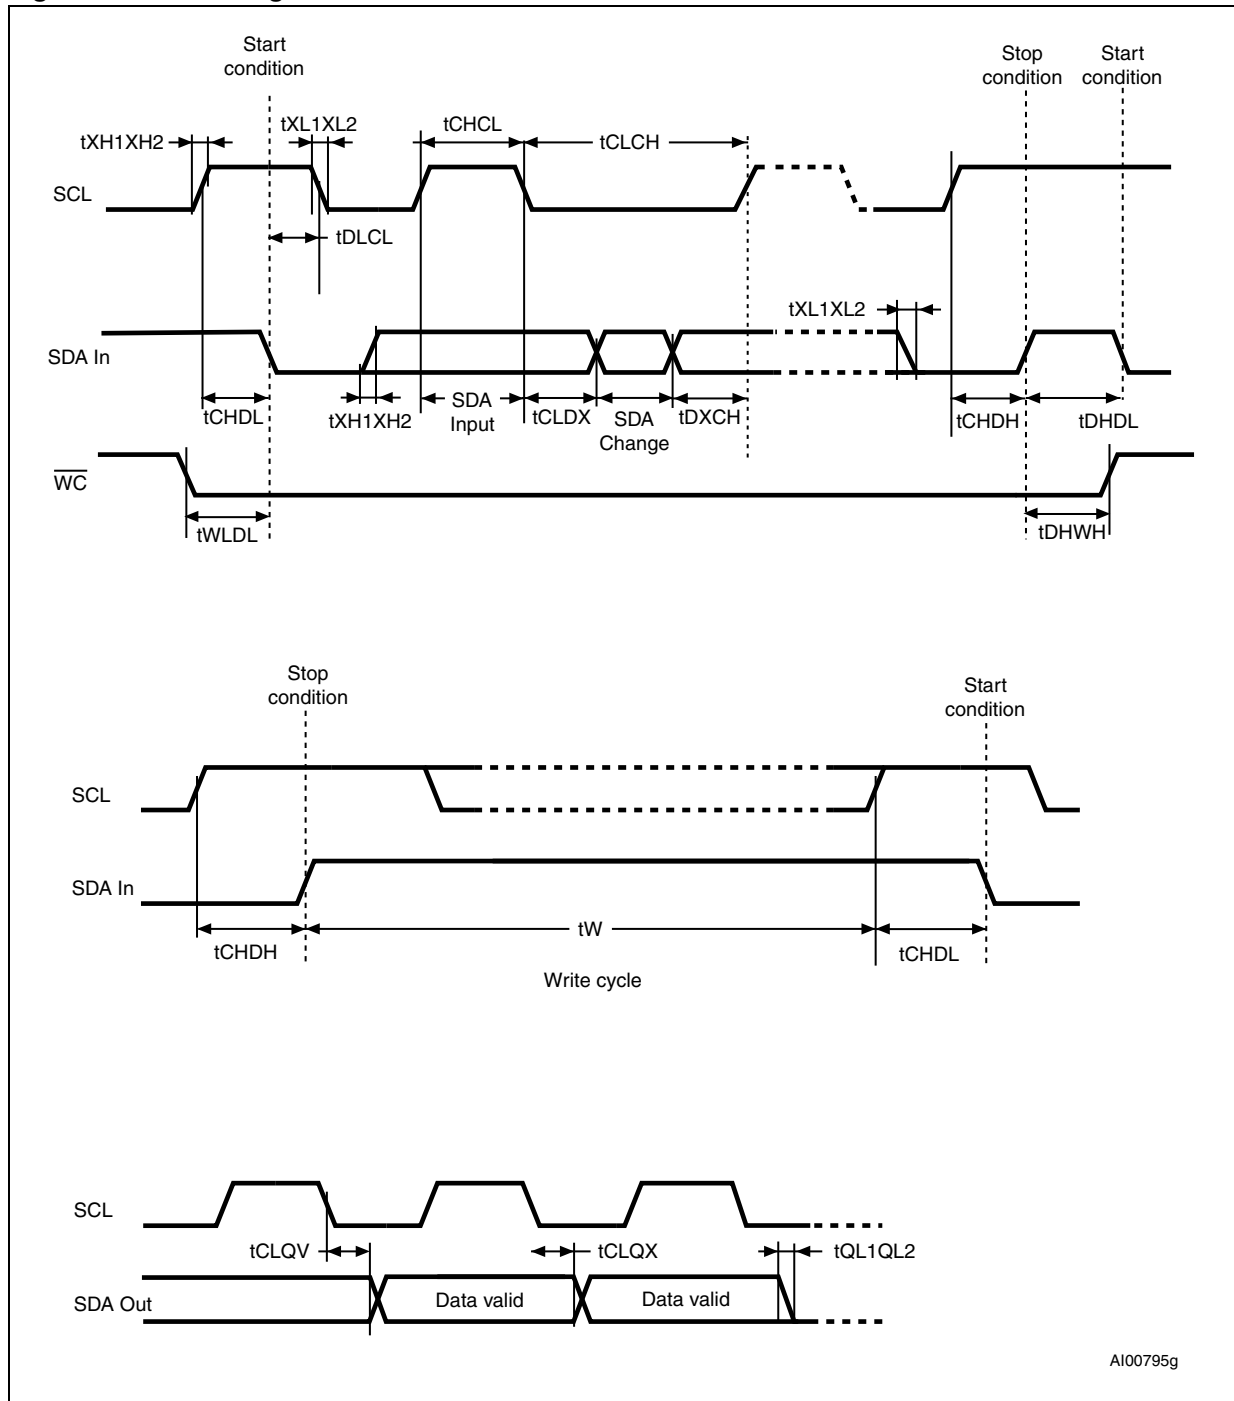 Start
condition
Stop
condition
Start
condition
tXH1XH2
tXL1XL2
tCHCL
tCLCH
SCL
tDLCL
tXL1XL2
SDA In
tCHDL
tXH1XH2
SDA
Input
tCLDX
SDA
Change
tDXCH
tCHDH
tDHDL
WC
tWLDL
tDHWH
Stop
condition
Start
condition
SCL
SDA In
tCHDH
tW
tCHDL
Write cycle
SCL
tCLQV
tCLQX
tQL1QL2
SDA Out
Data valid
Data valid
AI00795g